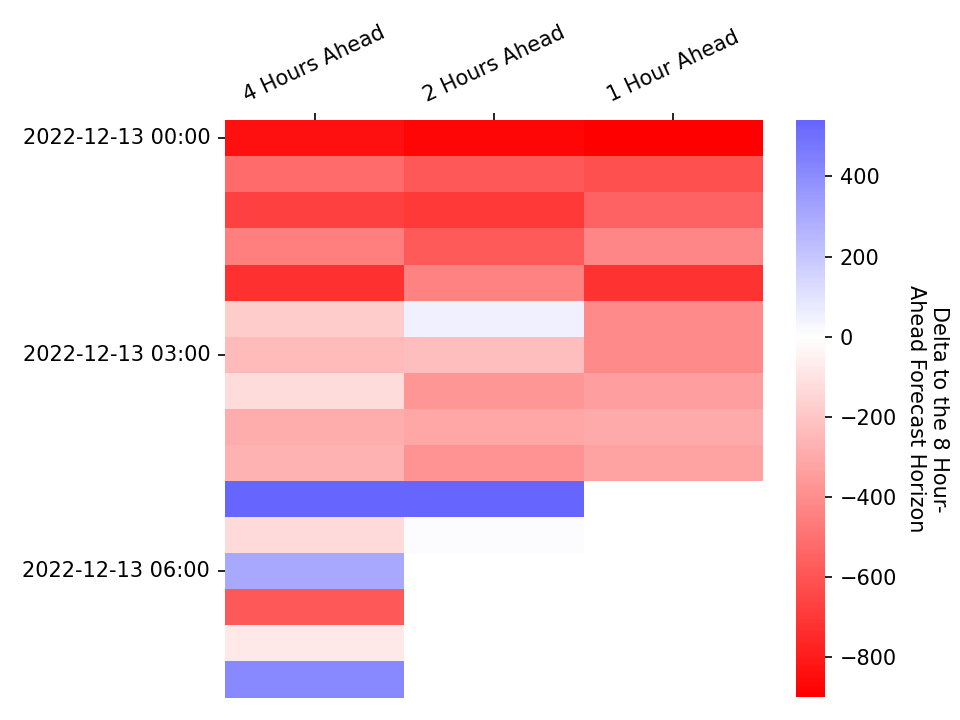 4 Hours Ahead
2 Hours Ahead
1 Hour Ahead
2022-12-13 00:00
2022-12-13 03:00
2022-12-13 06:00
400
200
0
−200
−400
−600
−800
Delta to the 8 Hour-
Ahead Forecast Horizon